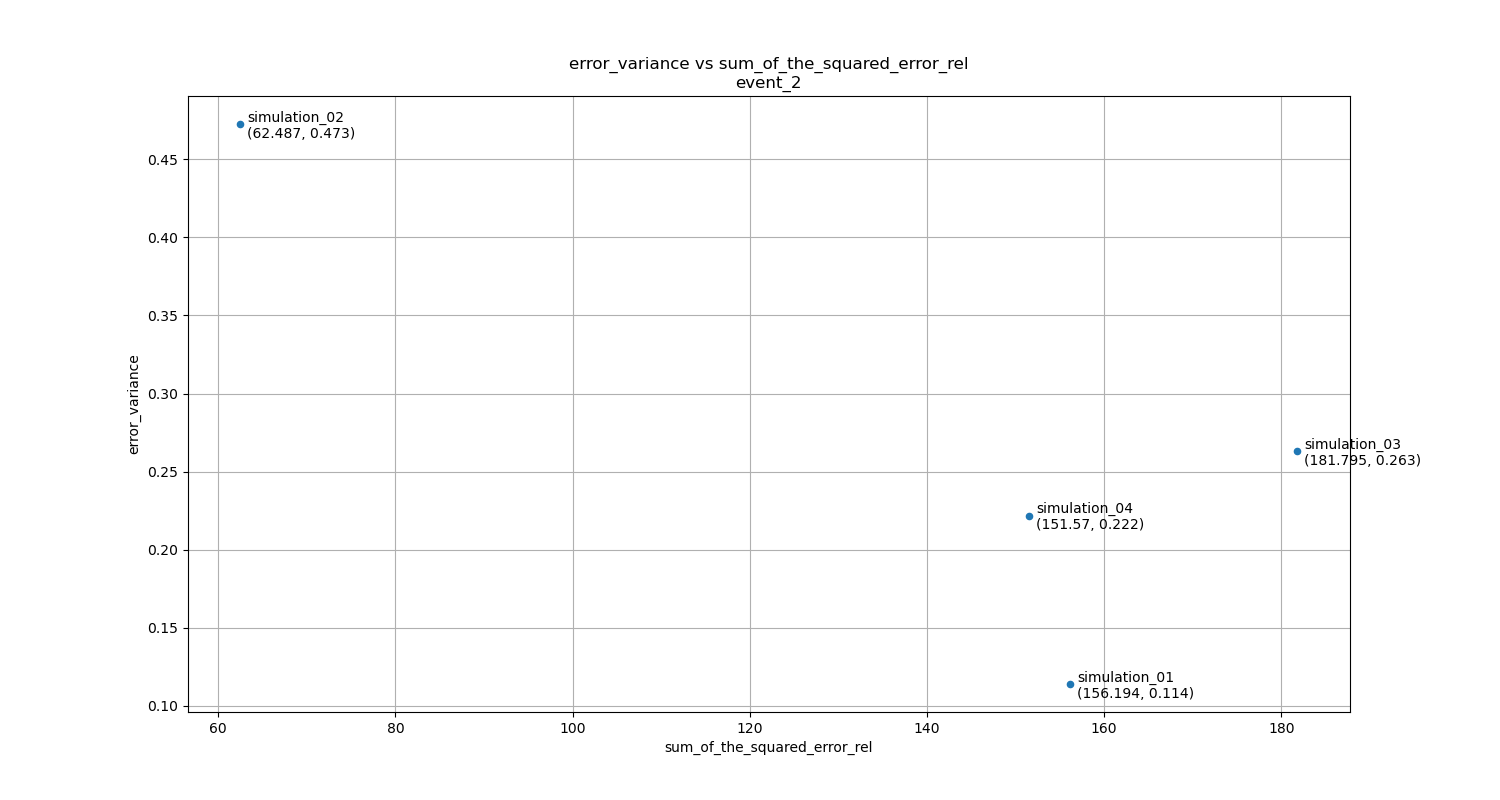 error_variance vs sum_of_the_squared_error_rel
event_2
simulation_02
(62.487, 0.473)
0.45
0.40
0.35
0.30
error_variance
simulation_03
(181.795, 0.263)
0.25
simulation_04
(151.57, 0.222)
0.20
0.15
simulation_01
(156.194, 0.114)
0.10
60 80 100 120 140 160 180
sum_of_the_squared_error_rel